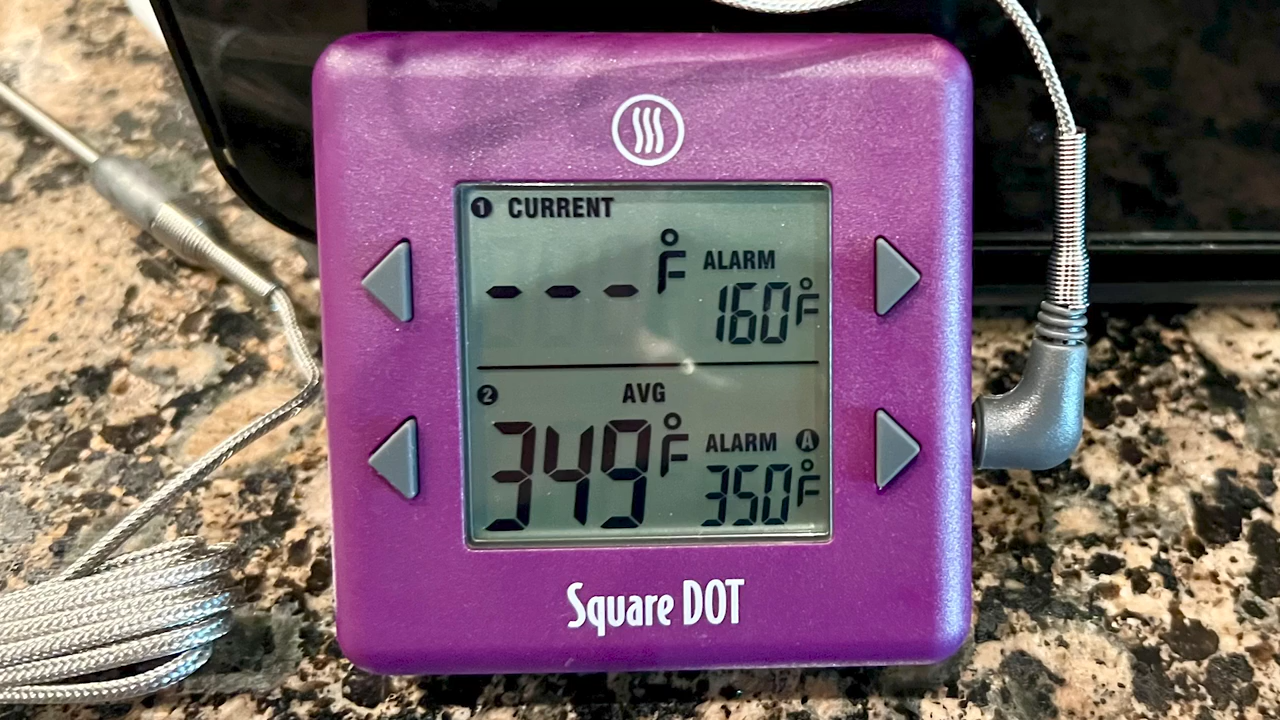 1 CURRENT
---°F ALARM
160°F
2 AVG
349°F ALARM A
350°F
Square DOT